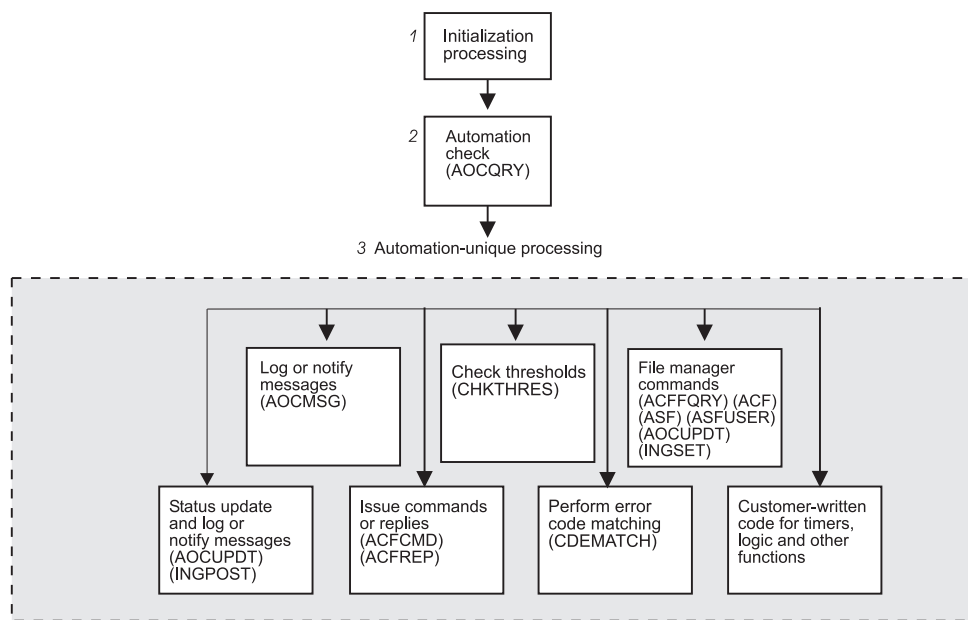 1 Initialization
processing
2 Automation
check
(AOCQRY)
3 Automation-unique processing
Log or notify
messages
(AOCMSG)
Check thresholds
(CHKTHRES)
File manager
commands
(ACFFQRY) (ACF)
(ASF) (ASFUSER)
(AOCUPDT)
(INGSET)
Status update
and log or
notify messages
(AOCUPDT)
(INGPOST)
Issue commands
or replies
(ACFCMD)
(ACFREP)
Perform error
code matching
(CDEMATCH)
Customer-written
code for timers,
logic and other
functions